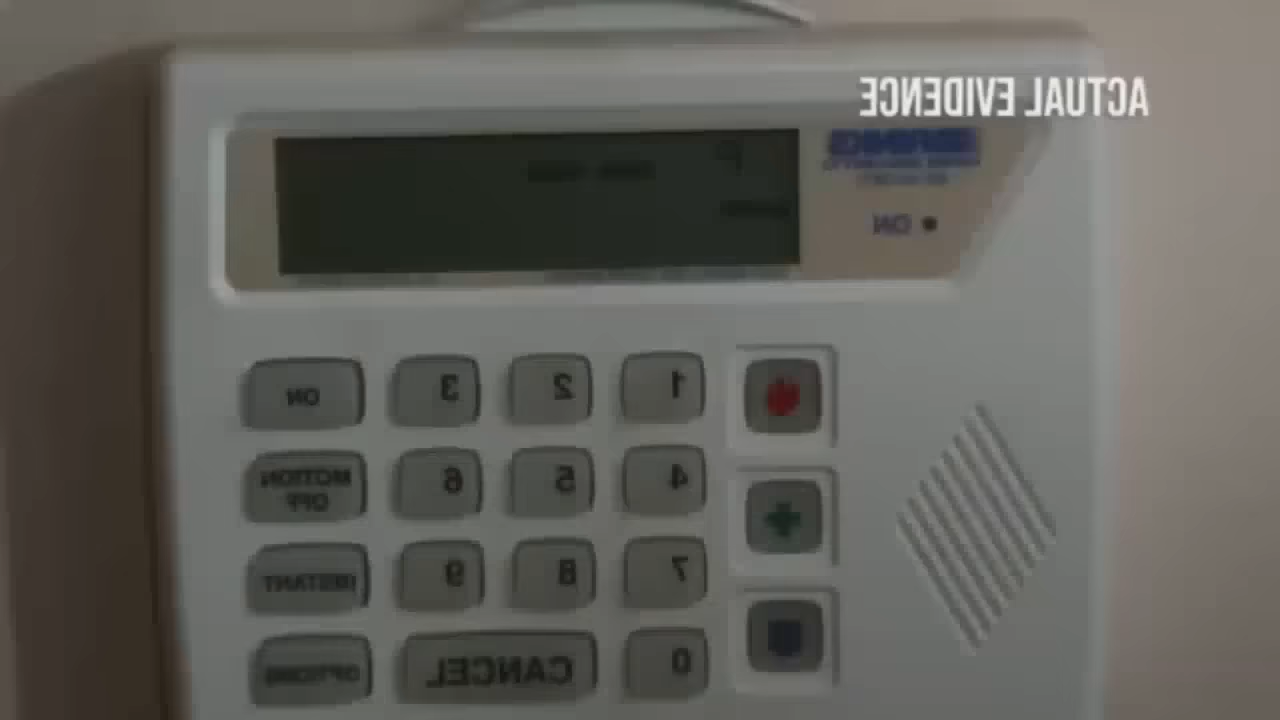 ACTUAL EVIDENCE
ON
1 2 3 ON
4 5 6 MOTION
OFF
7 8 9 INSTANT
0 CANCEL OPTIONS